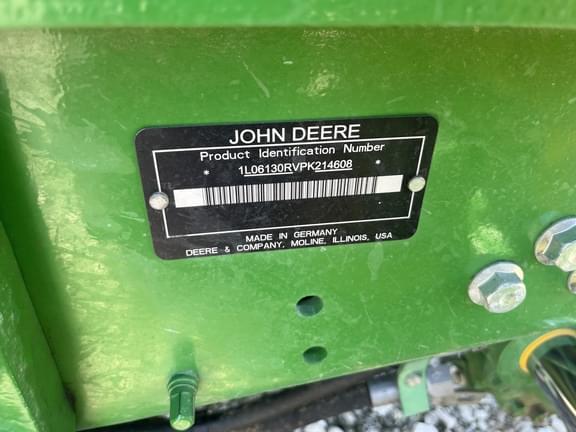 JOHN DEERE
Product Identification Number
* 1L06130RVPK214608 *
MADE IN GERMANY
DEERE & COMPANY, MOLINE, ILLINOIS, USA